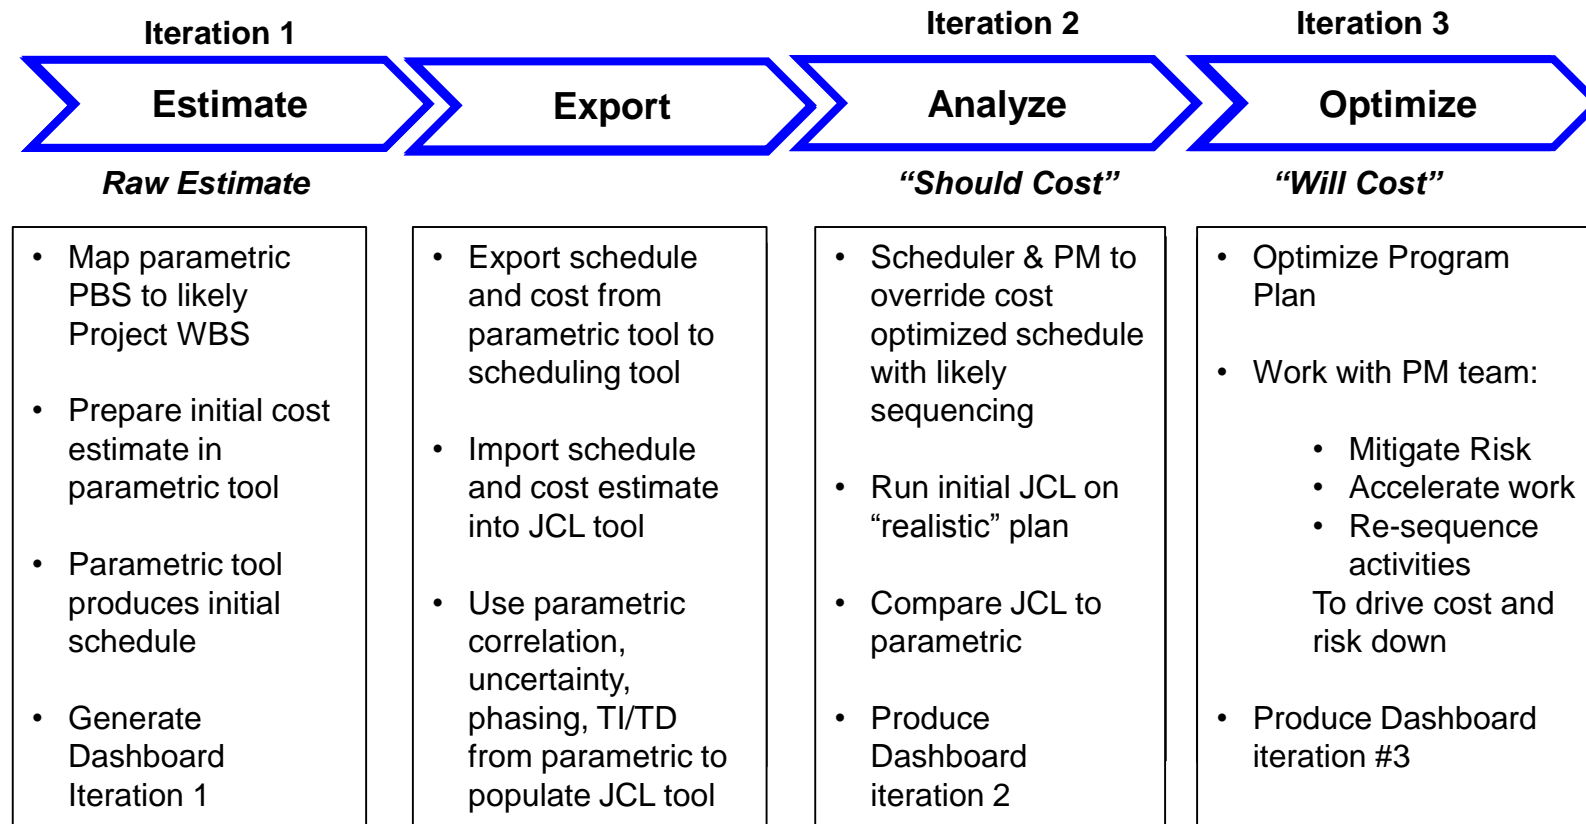 Iteration 1
Iteration 2
Iteration 3
Estimate
Export
Analyze
Optimize
Raw Estimate
“Should Cost”
“Will Cost”
• Map parametric
PBS to likely
Project WBS
• Prepare initial cost
estimate in
parametric tool
• Parametric tool
produces initial
schedule
• Generate
Dashboard
Iteration 1
• Export schedule
and cost from
parametric tool to
scheduling tool
• Import schedule
and cost estimate
into JCL tool
• Use parametric
correlation,
uncertainty,
phasing, TI/TD
from parametric to
populate JCL tool
• Scheduler & PM to
override cost
optimized schedule
with likely
sequencing
• Run initial JCL on
“realistic” plan
• Compare JCL to
parametric
• Produce
Dashboard
iteration 2
• Optimize Program
Plan
• Work with PM team:
• Mitigate Risk
• Accelerate work
• Re-sequence
activities
To drive cost and
risk down
• Produce Dashboard
iteration #3